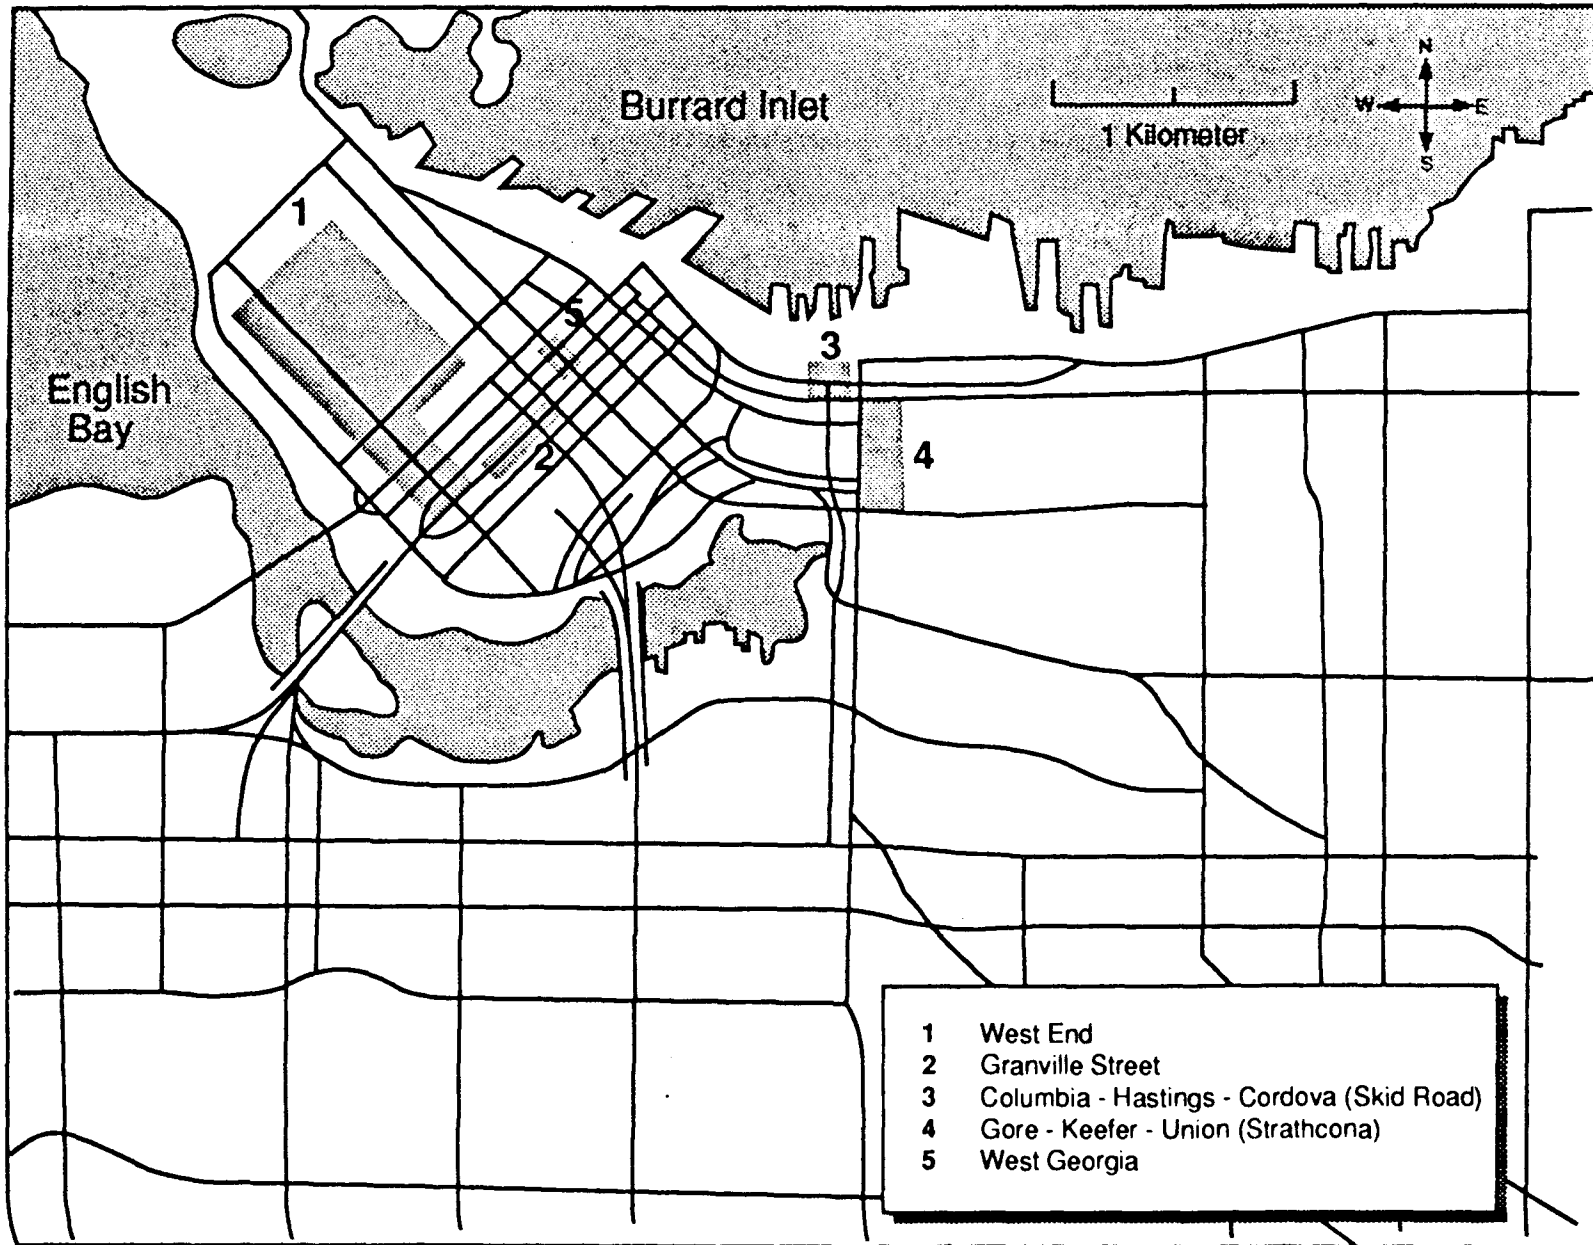 N
Burrard Inlet
W E
1 Kilometer
S
1
5
3
English
Bay
2
4
1 West End
2 Granville Street
3 Columbia - Hastings - Cordova (Skid Road)
4 Gore - Keefer - Union (Strathcona)
5 West Georgia